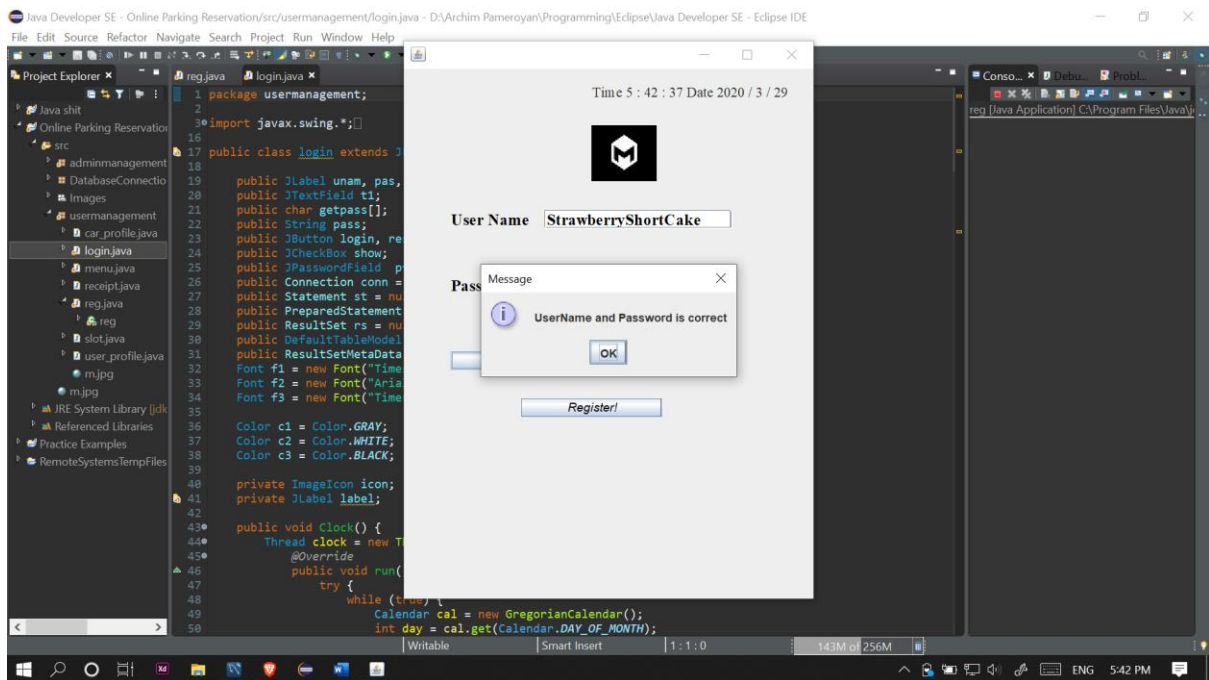 Java Developer SE - Online Parking Reservation/src/usermanagement/login.java - D:\Archim Pameroyan\Programming\Eclipse\Java Developer SE - Eclipse IDE
File Edit Source Refactor Navigate Search Project Run Window Help
Project Explorer
Java shit
Online Parking Reservation
src
adminmanagement
DatabaseConnectio
Images
usermanagement
car_profile.java
login.java
menu.java
receipt.java
reg.java
reg
slot.java
user_profile.java
m.jpg
m.jpg
JRE System Library [jdk
Referenced Libraries
Practice Examples
RemoteSystemsTempFiles
reg.java login.java
1 package usermanagement;
2
3 import javax.swing.*;
16
17 public class login extends J
18
19 public JLabel unam, pas,
20 public JTextField t1;
21 public char getpass[];
22 public String pass;
23 public JButton login, re
24 public JCheckBox show;
25 public JPasswordField p
26 public Connection conn =
27 public Statement st = nu
28 public PreparedStatement
29 public ResultSet rs = nu
30 public DefaultTableModel
31 public ResultSetMetaData
32 Font f1 = new Font("Time
33 Font f2 = new Font("Aria
34 Font f3 = new Font("Time
35
36 Color c1 = Color.GRAY;
37 Color c2 = Color.WHITE;
38 Color c3 = Color.BLACK;
39
40 private ImageIcon icon;
41 private JLabel label;
42
43 public void Clock() {
44 Thread clock = new T
45 @Override
46 public void run(
47 try {
48 while (true) {
49 Calendar cal = new GregorianCalendar();
50 int day = cal.get(Calendar.DAY_OF_MONTH);
Time 5 : 42 : 37 Date 2020 / 3 / 29
User Name StrawberryShortCake
Pass
Message
UserName and Password is correct
OK
Register!
Conso... Debu... Probl...
reg [Java Application] C:\Program Files\Java\j
Writable Smart Insert 1 : 1 : 0 143M of 256M
ENG 5:42 PM